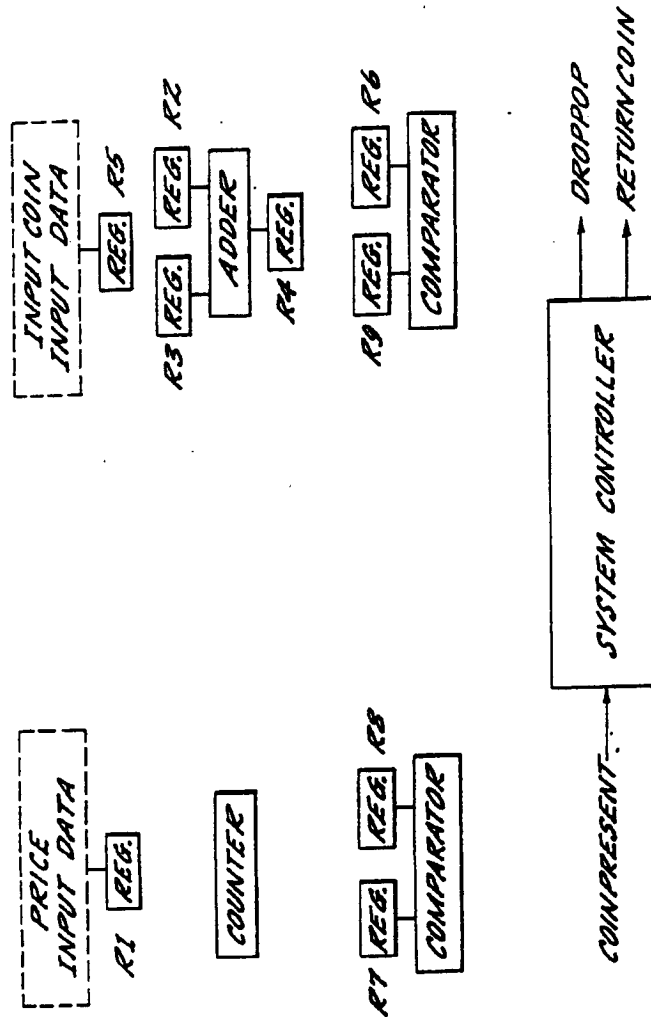 PRICE
INPUT DATA
INPUT COIN
INPUT DATA
R1 REG.
REG. R5
COUNTER
R3 REG. REG. R2
ADDER
R4 REG.
R7 REG. REG. R8
COMPARATOR
R9 REG. REG. R6
COMPARATOR
COINPRESENT
SYSTEM CONTROLLER
DROPPOP
RETURN COIN